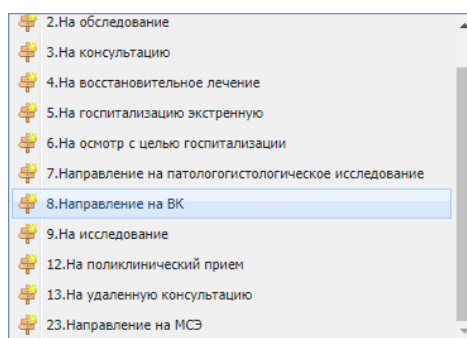 2.На обследование
3.На консультацию
4.На восстановительное лечение
5.На госпитализацию экстренную
6.На осмотр с целью госпитализации
7.Направление на патологогистологическое исследование
8.Направление на ВК
9.На исследование
12.На поликлинический прием
13.На удаленную консультацию
23.Направление на МСЭ